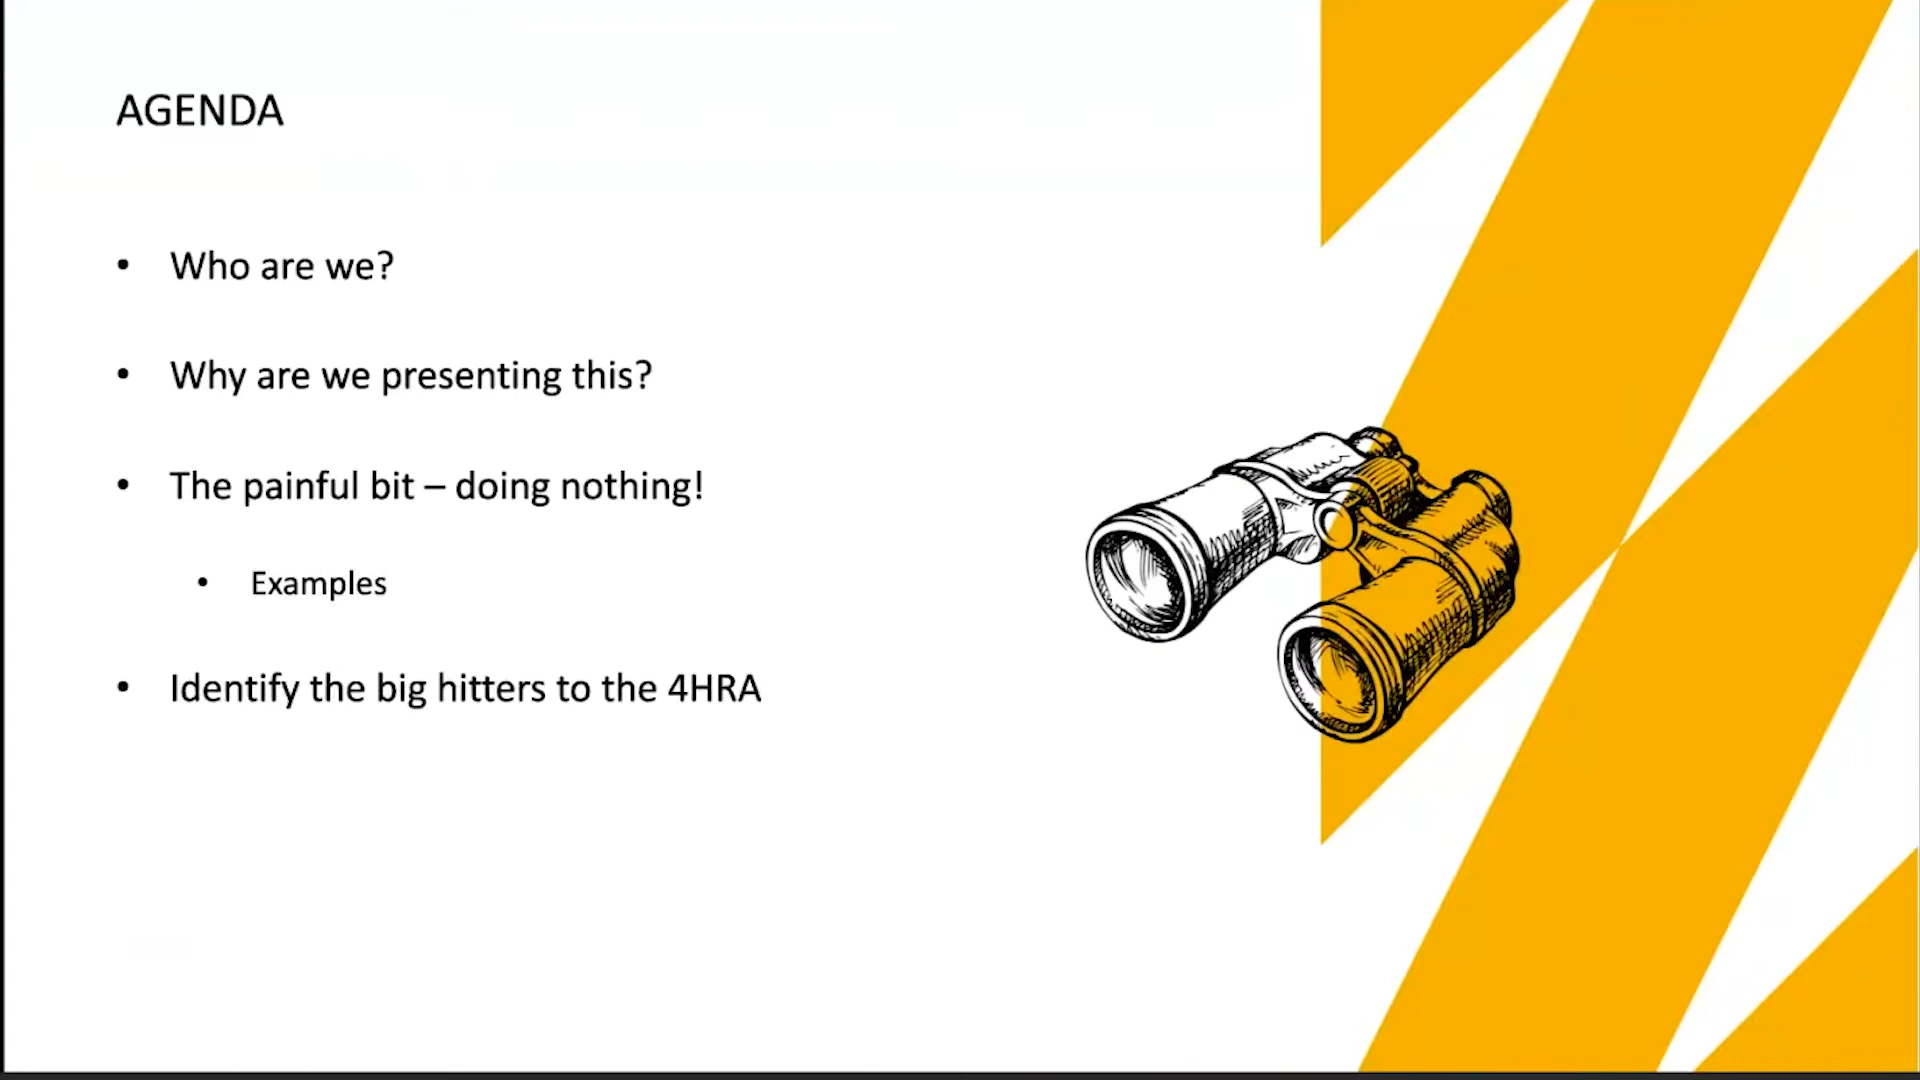 AGENDA
• Who are we?
• Why are we presenting this?
• The painful bit – doing nothing!
• Examples
• Identify the big hitters to the 4HRA